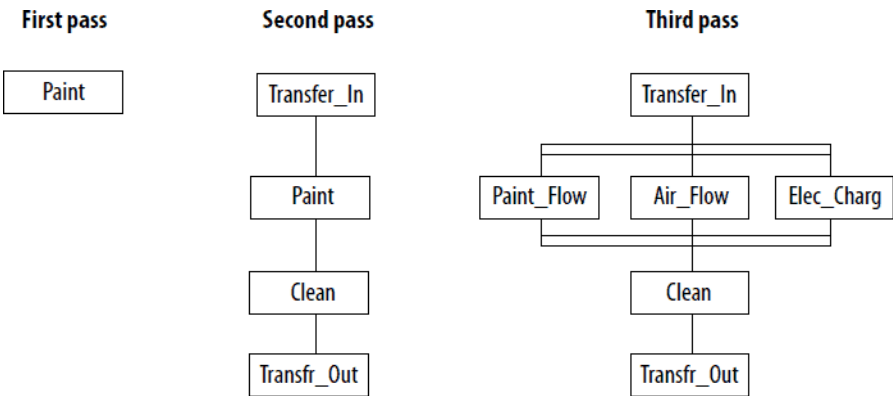 First pass
Second pass
Third pass
Paint
Transfer_In
Transfer_In
Paint
Paint_Flow
Air_Flow
Elec_Charg
Clean
Clean
Transfr_Out
Transfr_Out